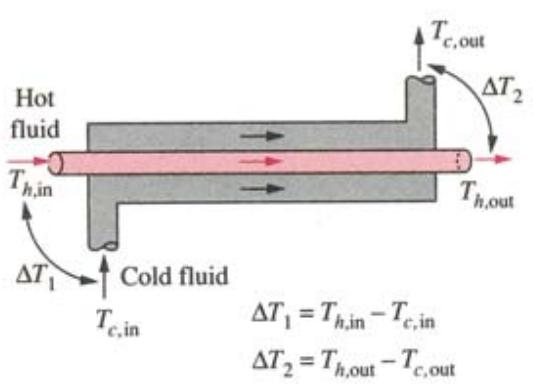 T_{c,out}
ΔT_2
Hot
fluid
T_{h,in}
T_{h,out}
ΔT_1
Cold fluid
T_{c,in}
ΔT_1 = T_{h,in} − T_{c,in}
ΔT_2 = T_{h,out} − T_{c,out}